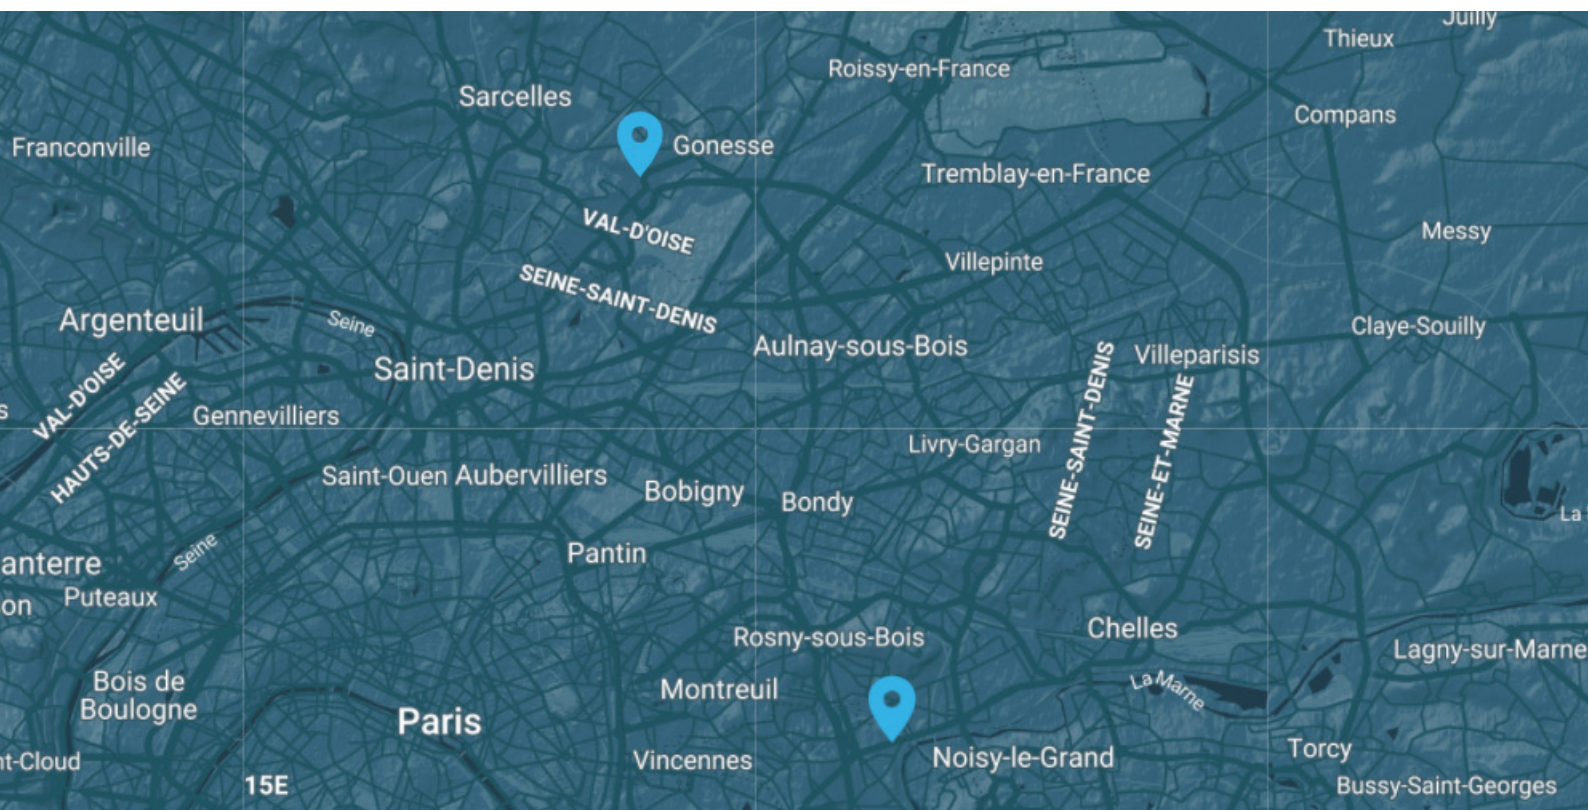 Juilly
Thieux
Roissy-en-France
Sarcelles
Compans
Franconville
Gonesse
Tremblay-en-France
VAL-D'OISE
Messy
Villepinte
SEINE-SAINT-DENIS
Argenteuil
Seine
Claye-Souilly
Aulnay-sous-Bois
Villeparisis
Saint-Denis
VAL-D'OISE
HAUTS-DE-SEINE
Gennevilliers
SEINE-SAINT-DENIS
SEINE-ET-MARNE
Livry-Gargan
Saint-Ouen
Aubervilliers
Bobigny
Bondy
La
Seine
Pantin
anterre
on
Puteaux
Chelles
Rosny-sous-Bois
Lagny-sur-Marne
Bois de
Boulogne
Montreuil
La Marne
Paris
nt-Cloud
Vincennes
Noisy-le-Grand
Torcy
15E
Bussy-Saint-Georges